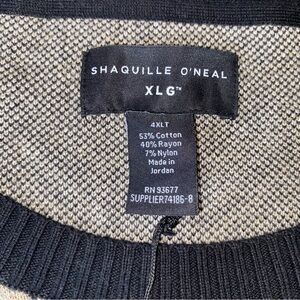 SHAQUILLE O'NEAL
XLG™
4XLT
53% Cotton
40% Rayon
7% Nylon
Made in
Jordan
RN 93677
SUPPLIER74186-8